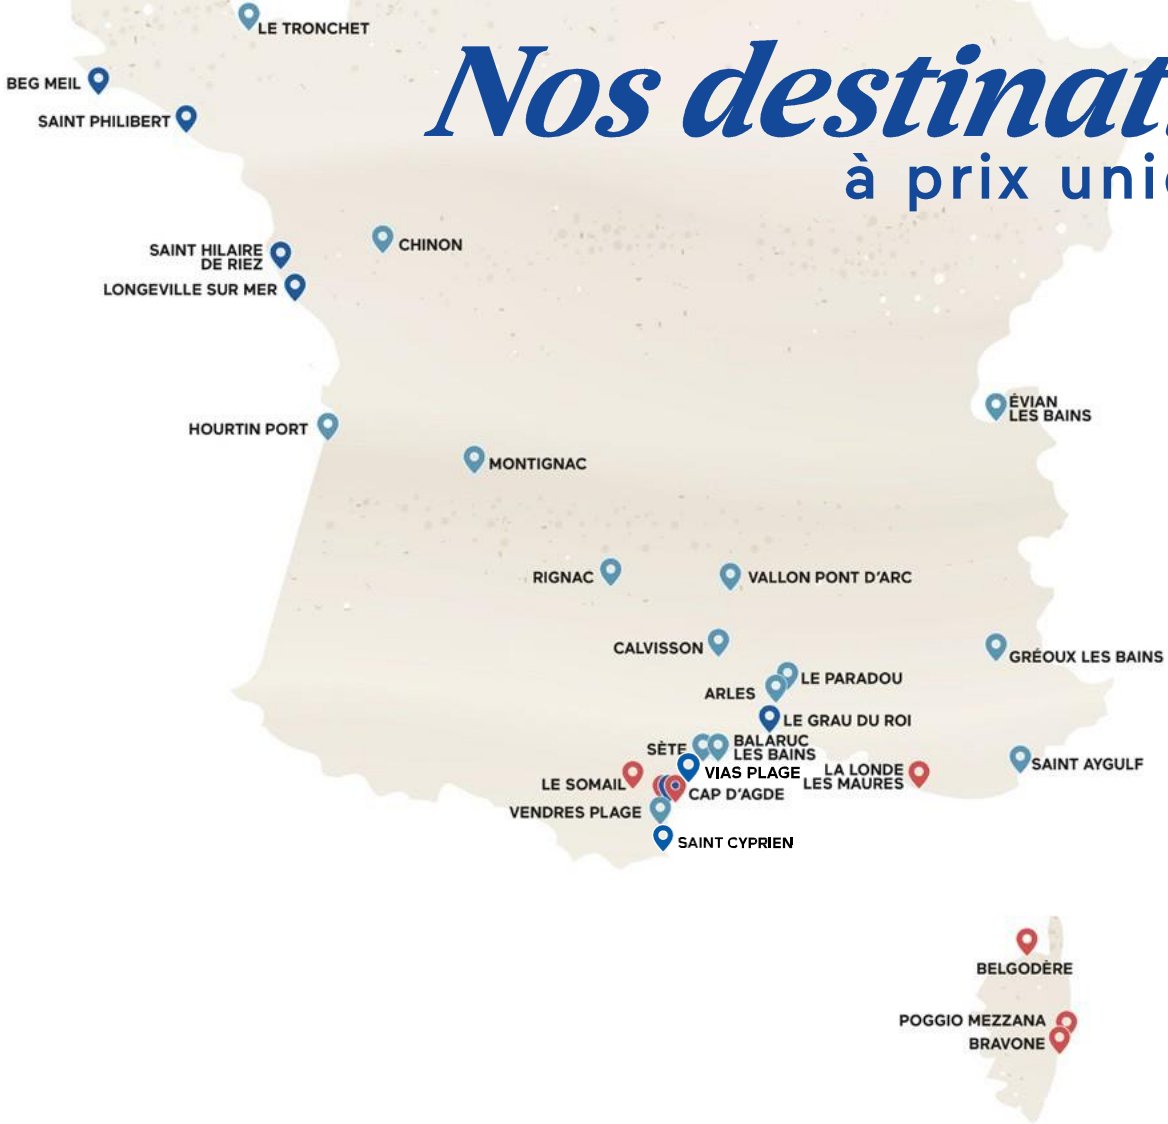 LE TRONCHET
BEG MEIL
SAINT PHILIBERT
Nos destinat
à prix uni
SAINT HILAIRE
DE RIEZ
CHINON
LONGEVILLE SUR MER
ÉVIAN
LES BAINS
HOURTIN PORT
MONTIGNAC
RIGNAC
VALLON PONT D'ARC
CALVISSON
GRÉOUX LES BAINS
LE PARADOU
ARLES
LE GRAU DU ROI
SÈTE
BALARUC
LES BAINS
VIAS PLAGE
LA LONDE
LES MAURES
SAINT AYGULF
LE SOMAIL
CAP D'AGDE
VENDRES PLAGE
SAINT CYPRIEN
BELGODÈRE
POGGIO MEZZANA
BRAVONE